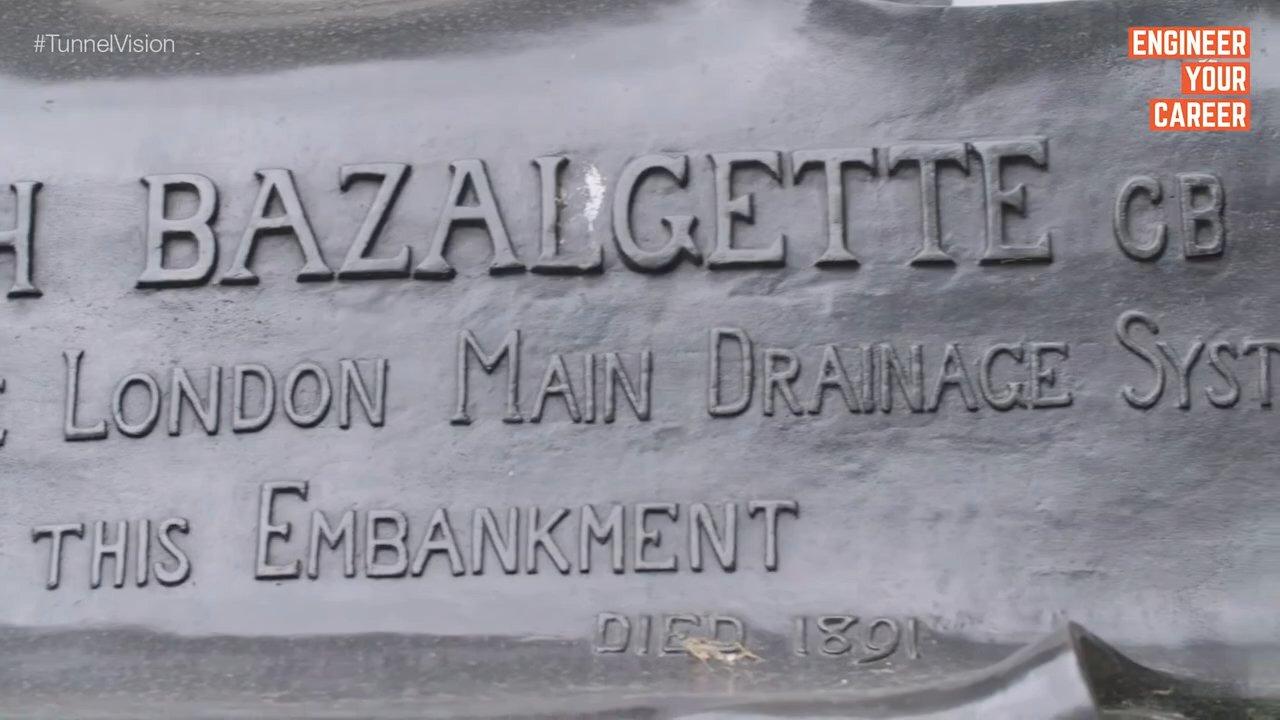 #TunnelVision
ENGINEER
YOUR
CAREER
H BAZALGETTE CB
E LONDON MAIN DRAINAGE SYST
THIS EMBANKMENT
DIED 1891